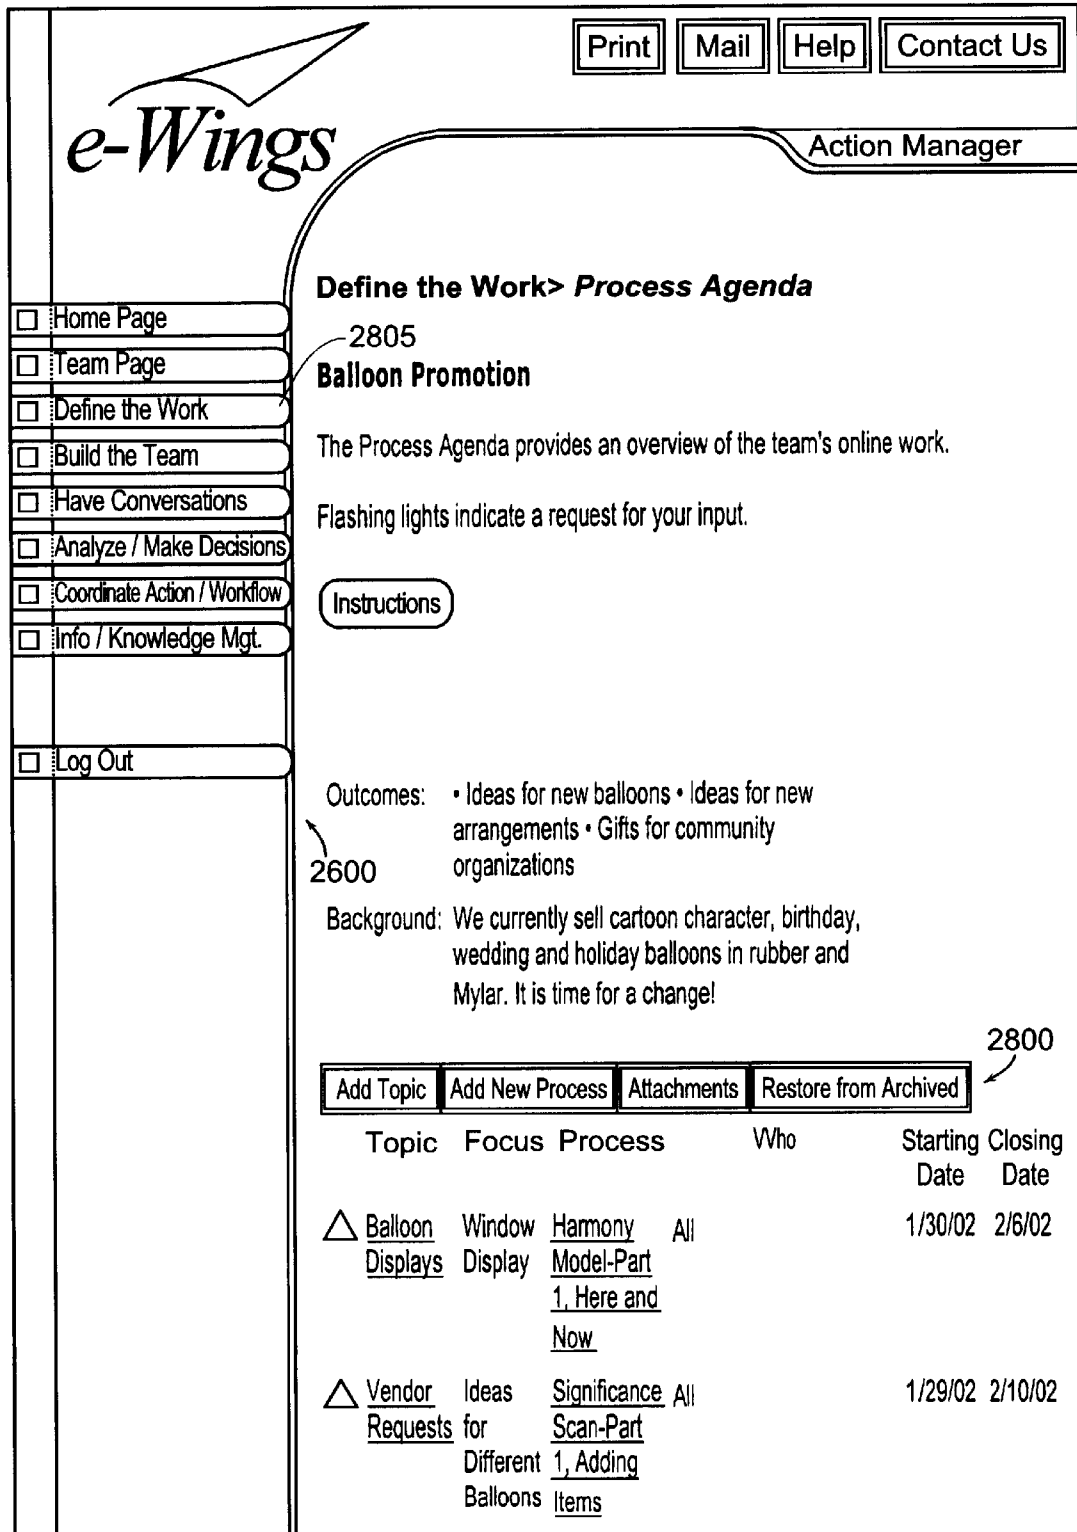 Print Mail Help Contact Us
e-Wings
Action Manager
Define the Work> Process Agenda
2805
Balloon Promotion
The Process Agenda provides an overview of the team's online work.
Flashing lights indicate a request for your input.
Instructions
Home Page
Team Page
Define the Work
Build the Team
Have Conversations
Analyze / Make Decisions
Coordinate Action / Workflow
Info / Knowledge Mgt.
Log Out
2600
Outcomes: • Ideas for new balloons • Ideas for new
arrangements • Gifts for community
organizations
Background: We currently sell cartoon character, birthday,
wedding and holiday balloons in rubber and
Mylar. It is time for a change!
2800
Add Topic Add New Process Attachments Restore from Archived
Topic Focus Process Who Starting Closing
Date Date
Balloon Window Harmony All 1/30/02 2/6/02
Displays Display Model-Part
1, Here and
Now
Vendor Ideas Significance All 1/29/02 2/10/02
Requests for Scan-Part
Different 1, Adding
Balloons Items